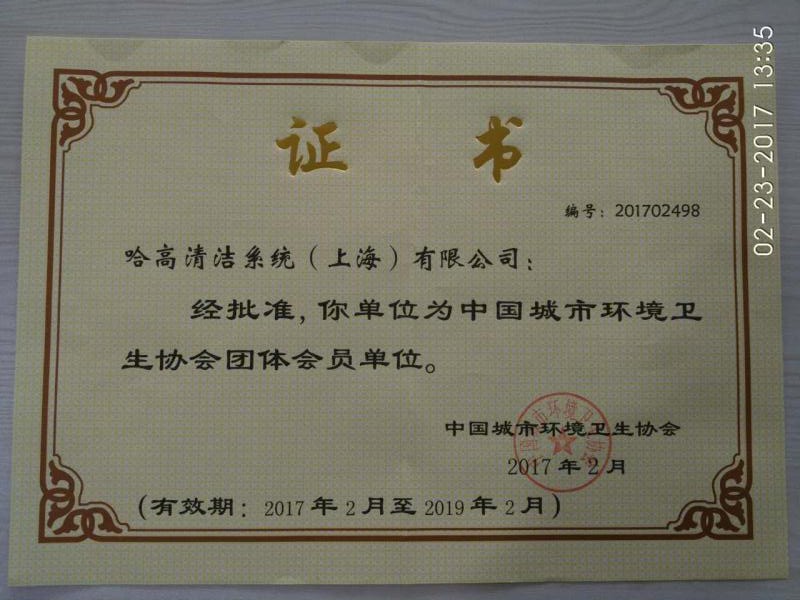 证 书
编号：201702498
哈高清洁系统（上海）有限公司：
经批准，你单位为中国城市环境卫
生协会团体会员单位。
中国城市环境卫生协会
2017年2月
（有效期：2017年2月至2019年2月）
02-23-2017 13:35